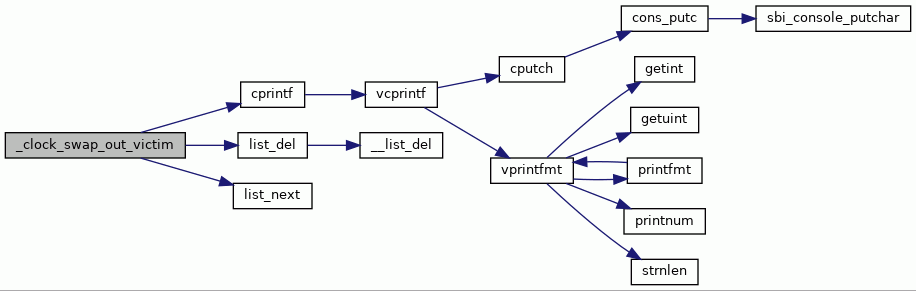 _clock_swap_out_victim
cprintf
list_del
list_next
vcprintf
__list_del
cputch
vprintfmt
cons_putc
getint
getuint
printfmt
printnum
strnlen
sbi_console_putchar